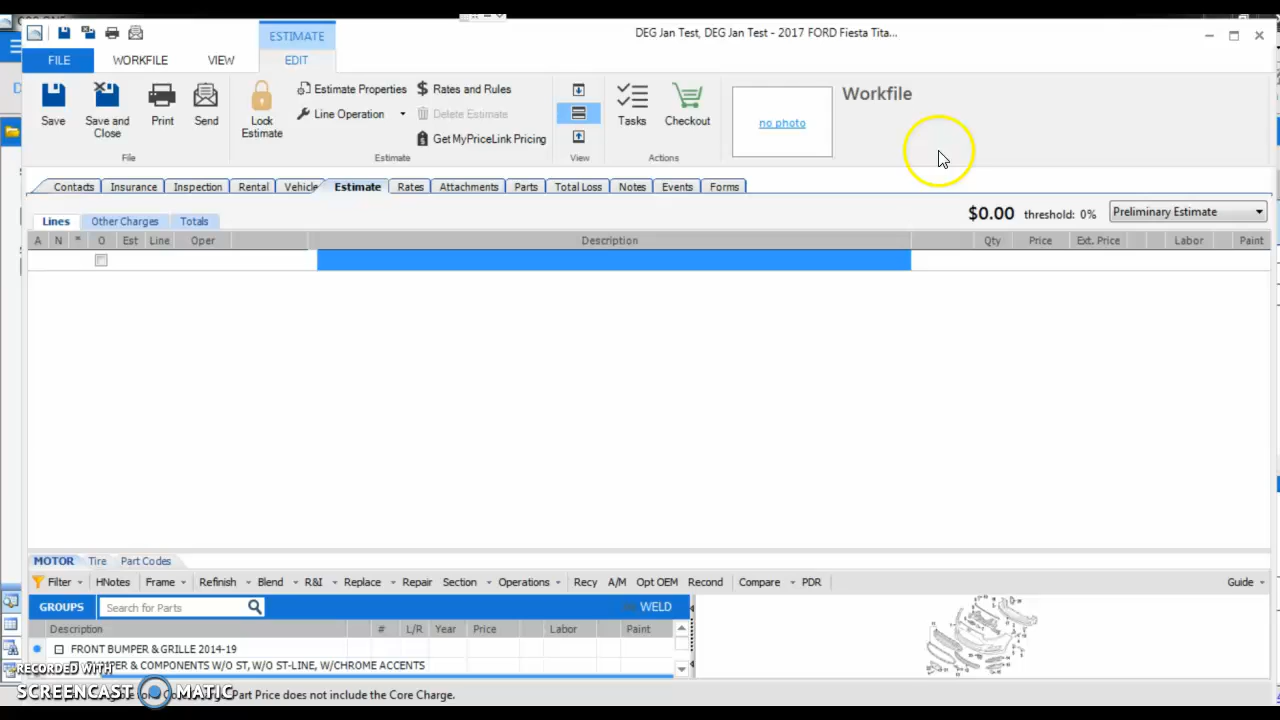 ESTIMATE
DEG Jan Test, DEG Jan Test - 2017 FORD Fiesta Tita...
FILE WORKFILE VIEW EDIT
Save
Save and Close
Print
Send
File
Lock Estimate
Estimate Properties
Line Operation
Rates and Rules
Delete Estimate
Get MyPriceLink Pricing
Estimate
View
Tasks
Checkout
Actions
no photo
Workfile
Contacts Insurance Inspection Rental Vehicle Estimate Rates Attachments Parts Total Loss Notes Events Forms
Lines Other Charges Totals
$0.00 threshold: 0% Preliminary Estimate
A N * O Est Line Oper Description Qty Price Ext. Price Labor Paint
MOTOR Tire Part Codes
Filter HNotes Frame Refinish Blend R&I Replace Repair Section Operations Recy A/M Opt OEM Recond Compare PDR Guide
GROUPS Search for Parts WELD
Description # L/R Year Price Labor Paint
FRONT BUMPER & GRILLE 2014-19
& COMPONENTS W/O ST, W/O ST-LINE, W/CHROME ACCENTS
RECORDED WITH
SCREENCAST-O-MATIC
Part Price does not include the Core Charge.